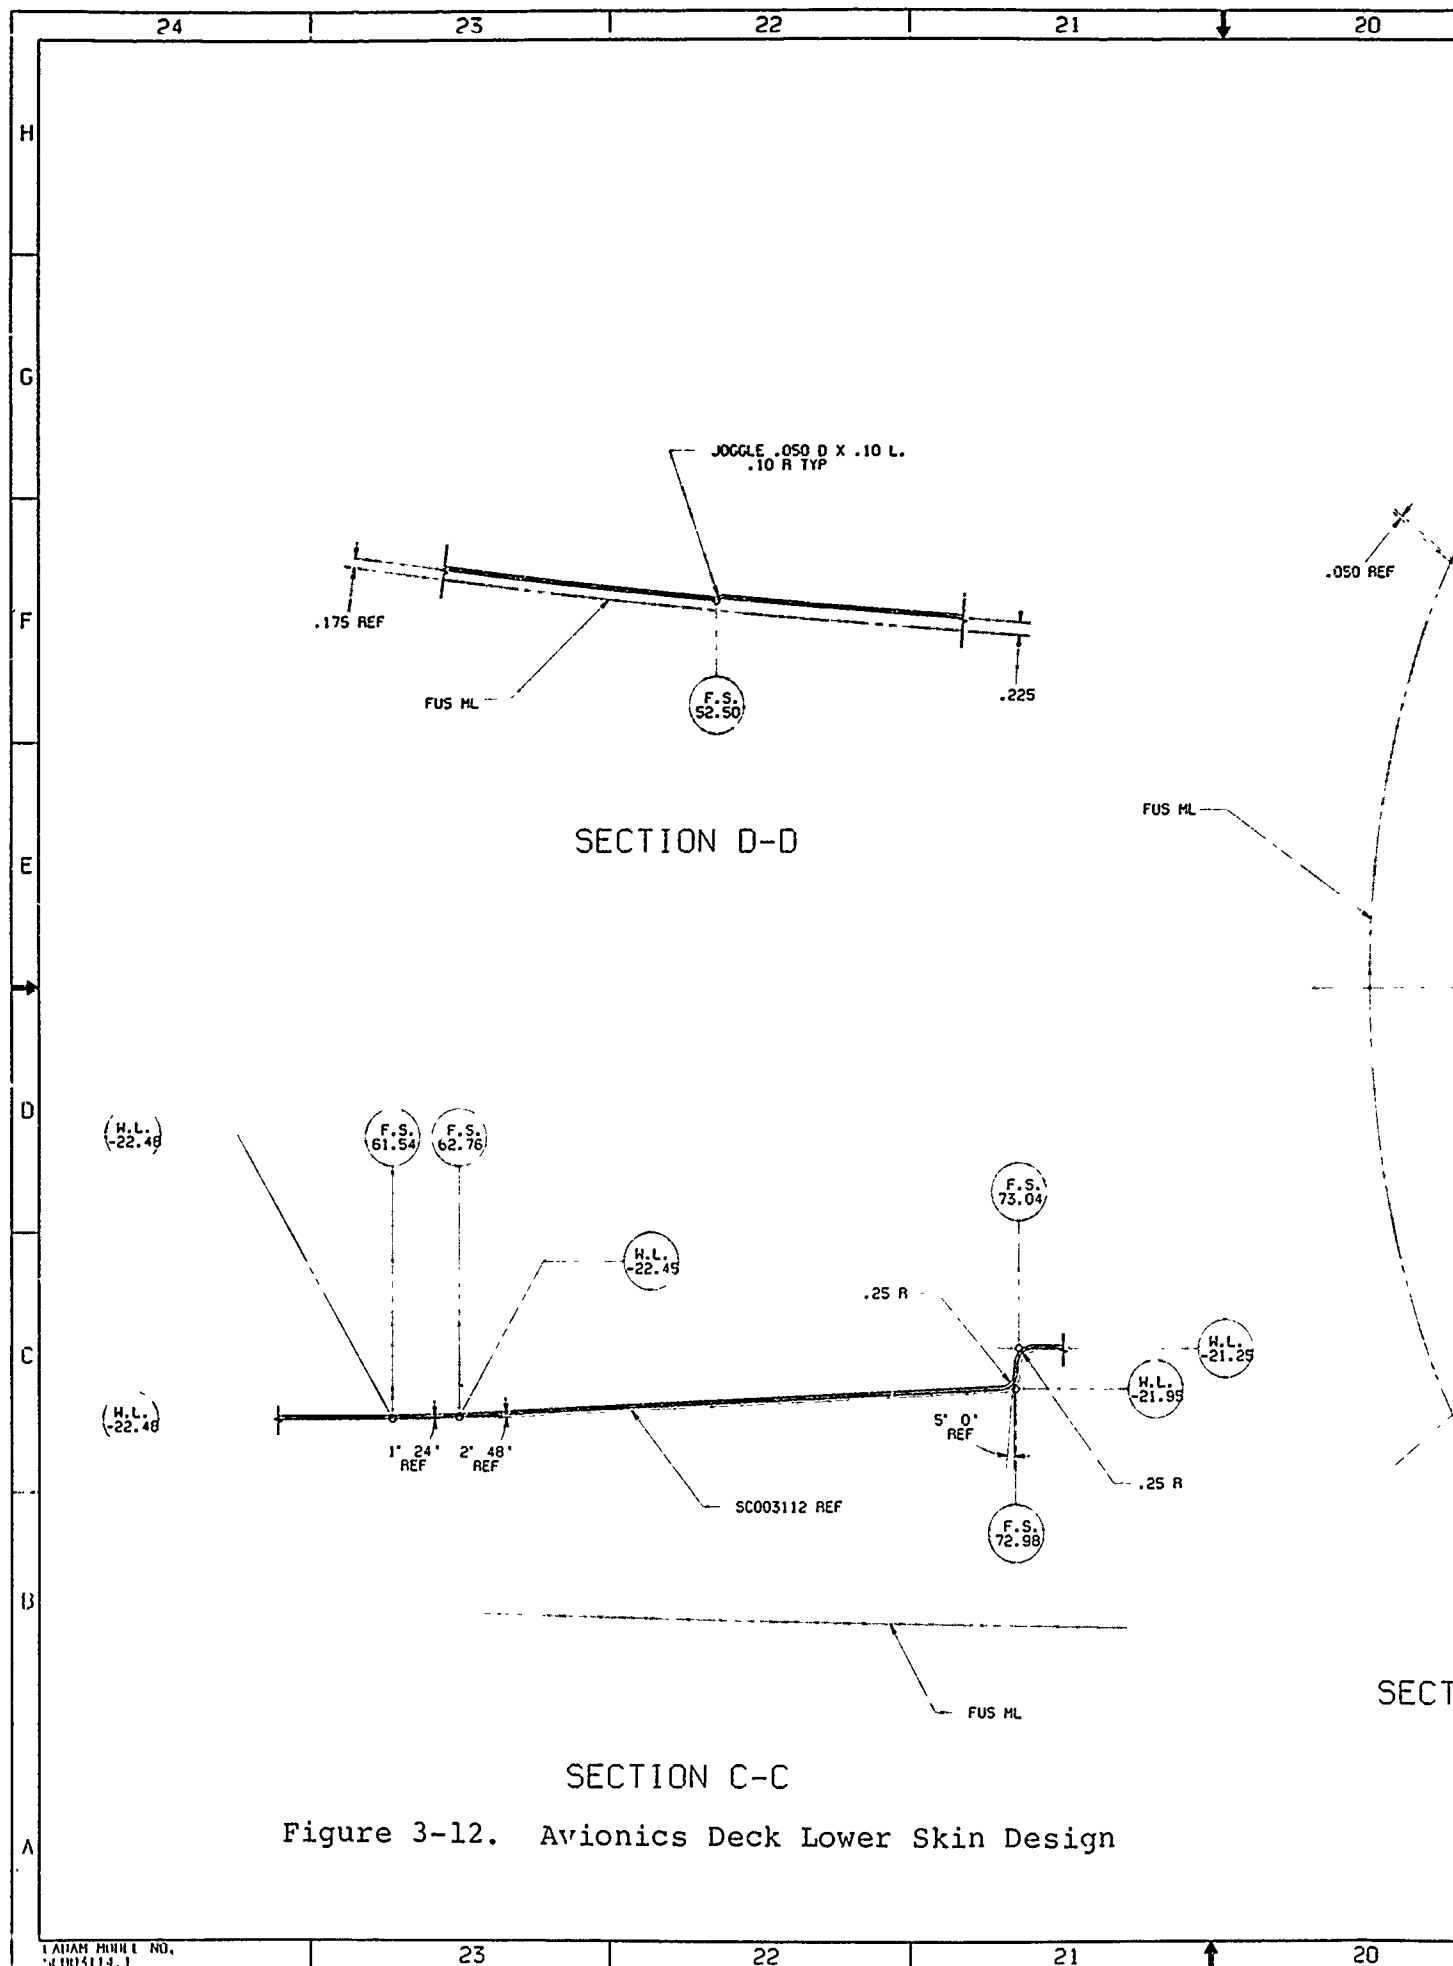 24 23 22 21 20
H
G
JOGGLE .050 D X .10 L.
.10 R TYP
.050 REF
F
.175 REF
FUS ML
F.S.
52.50
.225
FUS ML
SECTION D-D
E
D
(W.L.
-22.48)
F.S.
61.54
F.S.
62.76
F.S.
73.04
W.L.
-22.45
.25 R
C
W.L.
-21.25
W.L.
-21.95
(W.L.
-22.48)
1° 24'
REF
2° 48'
REF
5° 0'
REF
.25 R
SC003112 REF
F.S.
72.98
B
FUS ML
SECT
SECTION C-C
Figure 3-12. Avionics Deck Lower Skin Design
A
MODEL NO.
23 22 21 20